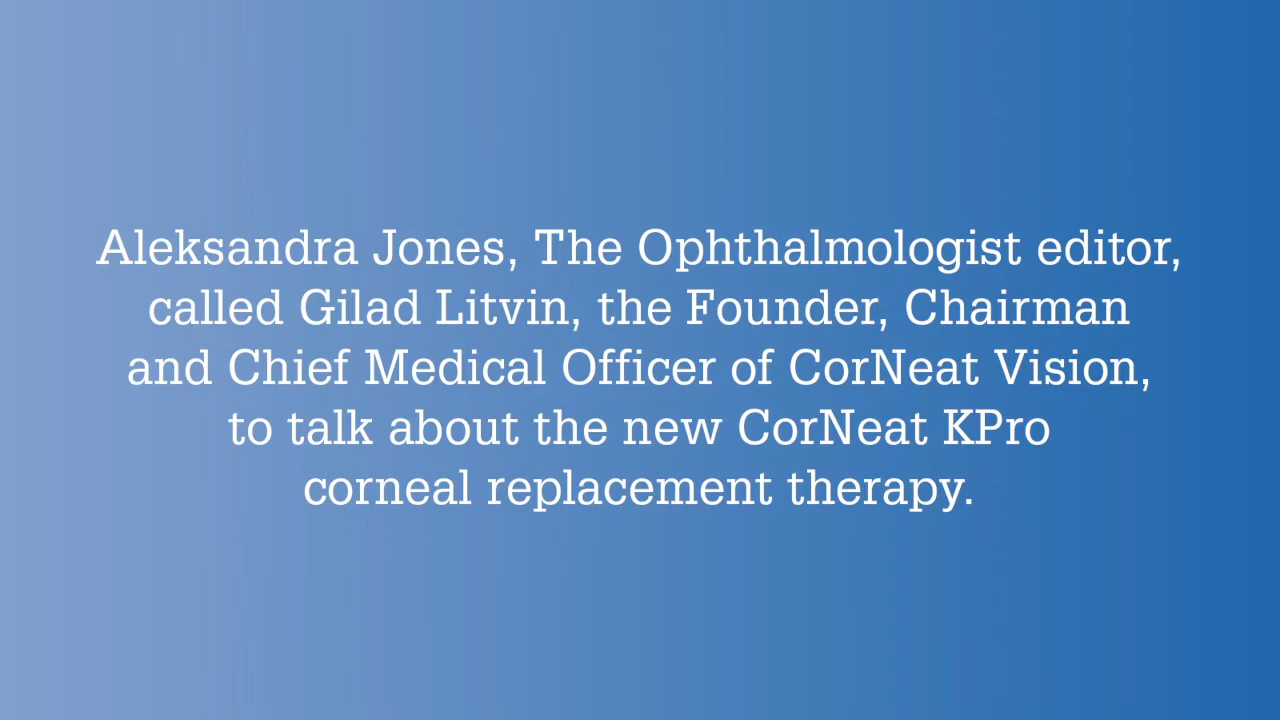 Aleksandra Jones, The Ophthalmologist editor,
called Gilad Litvin, the Founder, Chairman
and Chief Medical Officer of CorNeat Vision,
to talk about the new CorNeat KPro
corneal replacement therapy.